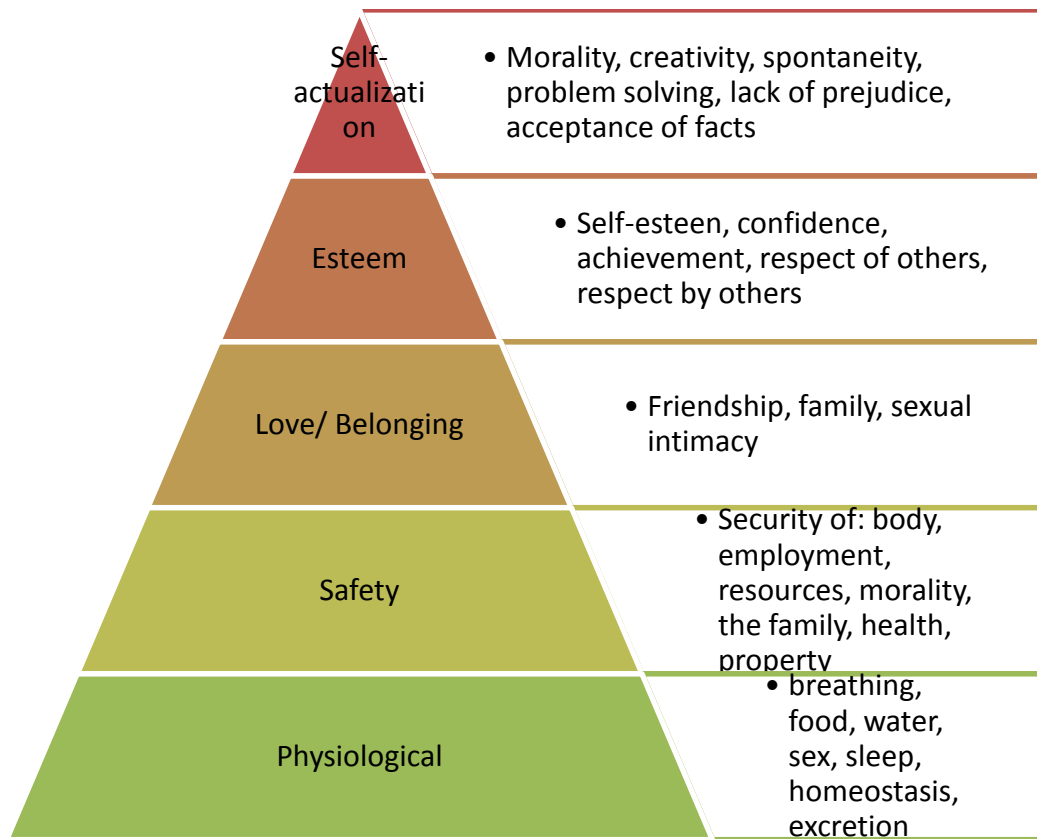 Self-
actualizati
on
• Morality, creativity, spontaneity,
problem solving, lack of prejudice,
acceptance of facts
Esteem
• Self-esteen, confidence,
achievement, respect of others,
respect by others
Love/ Belonging
• Friendship, family, sexual
intimacy
Safety
• Security of: body,
employment,
resources, morality,
the family, health,
property
Physiological
• breathing,
food, water,
sex, sleep,
homeostasis,
excretion